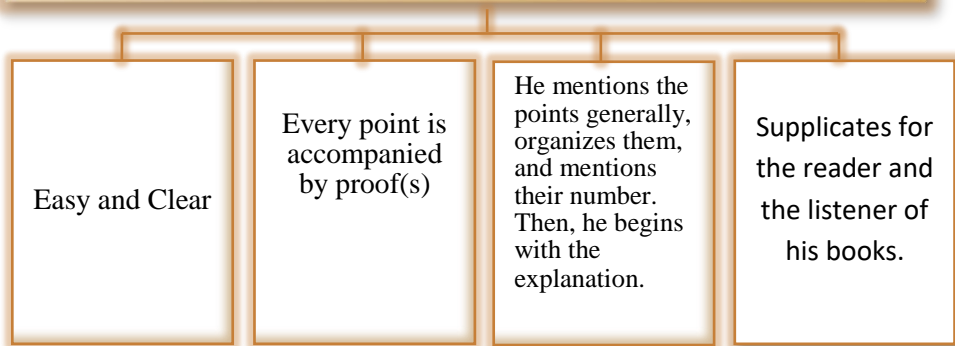 Easy and Clear
Every point is
accompanied
by proof(s)
He mentions the
points generally,
organizes them,
and mentions
their number.
Then, he begins
with the
explanation.
Supplicates for
the reader and
the listener of
his books.